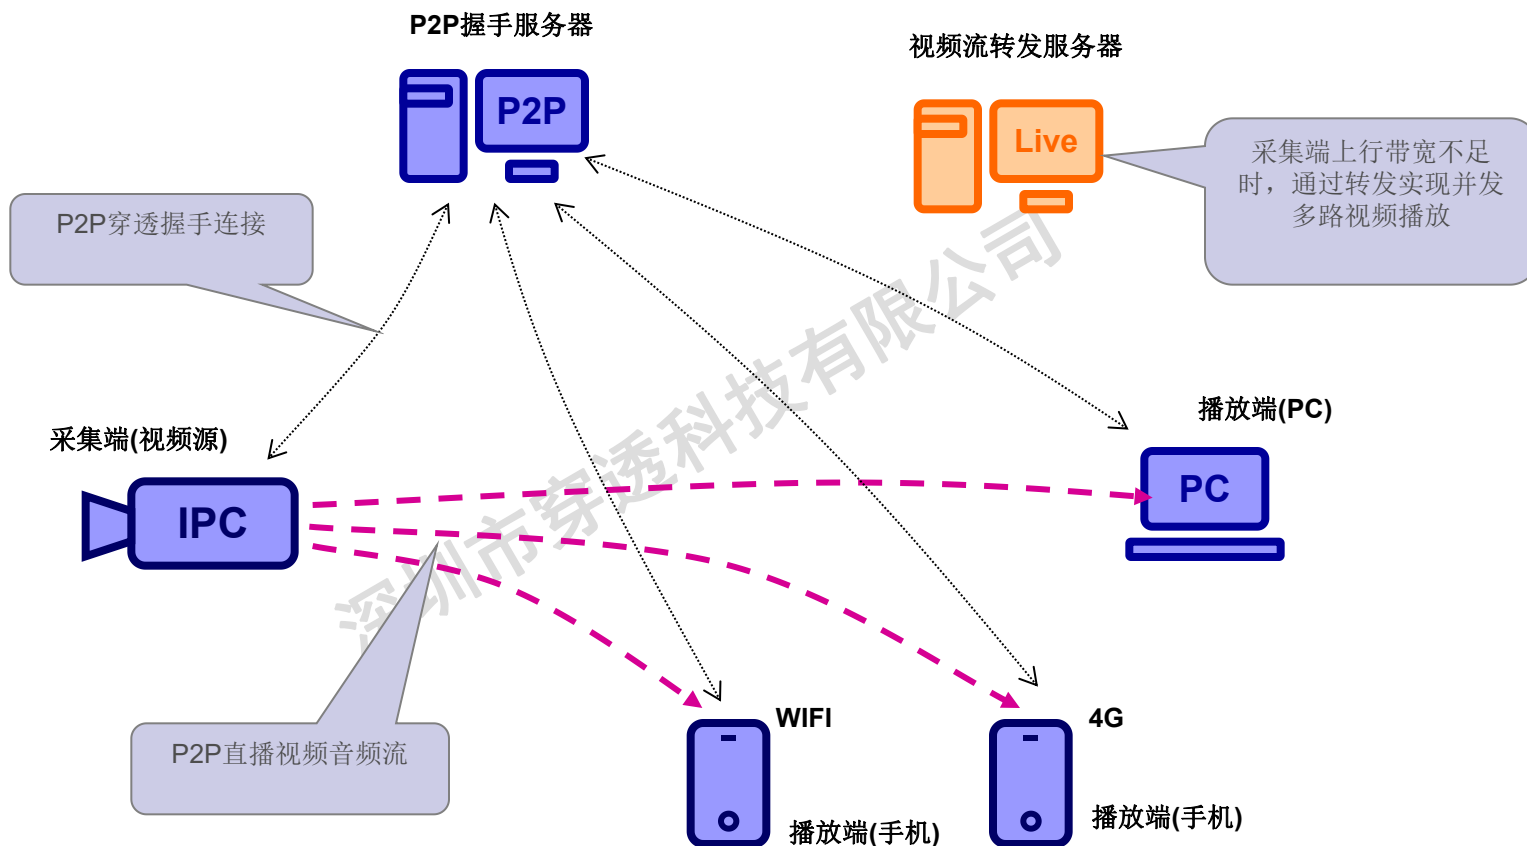 P2P握手服务器
视频流转发服务器
P2P
Live
采集端上行带宽不足
时，通过转发实现并发
多路视频播放
P2P穿透握手连接
深圳市穿透科技有限公司
播放端(PC)
采集端(视频源)
PC
IPC
WIFI
4G
P2P直播视频音频流
播放端(手机)
播放端(手机)